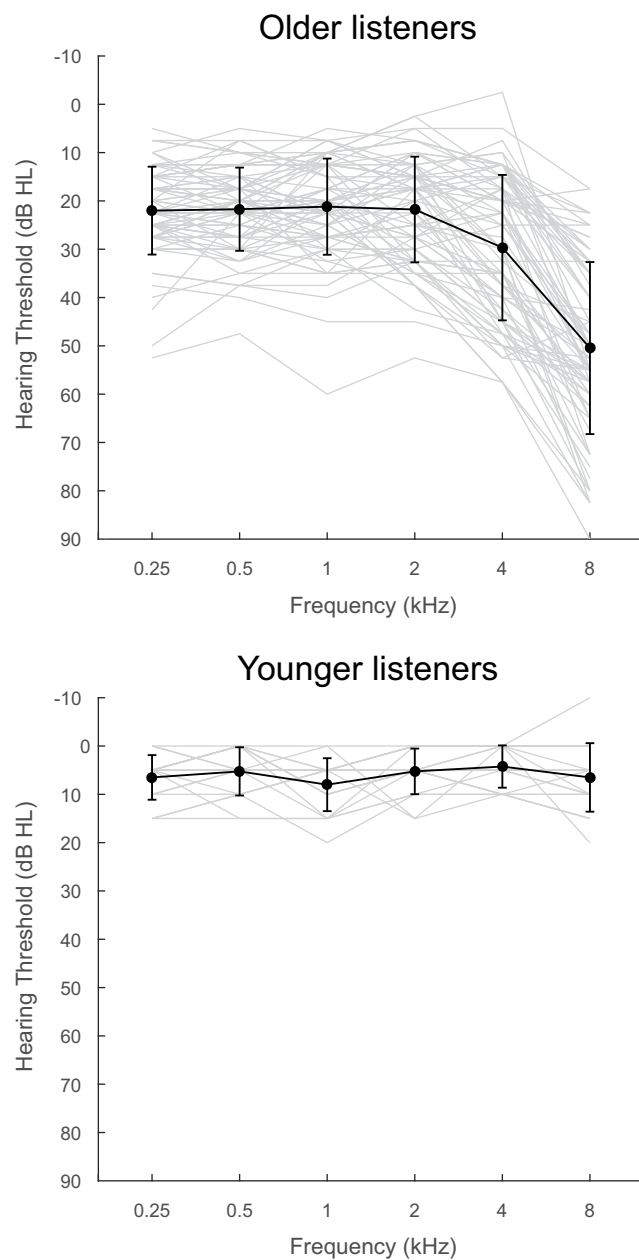 Older listeners
-10
0
10
20
30
40
50
60
70
80
90
Hearing Threshold (dB HL)
0.25 0.5 1 2 4 8
Frequency (kHz)
Younger listeners
-10
0
10
20
30
40
50
60
70
80
90
Hearing Threshold (dB HL)
0.25 0.5 1 2 4 8
Frequency (kHz)